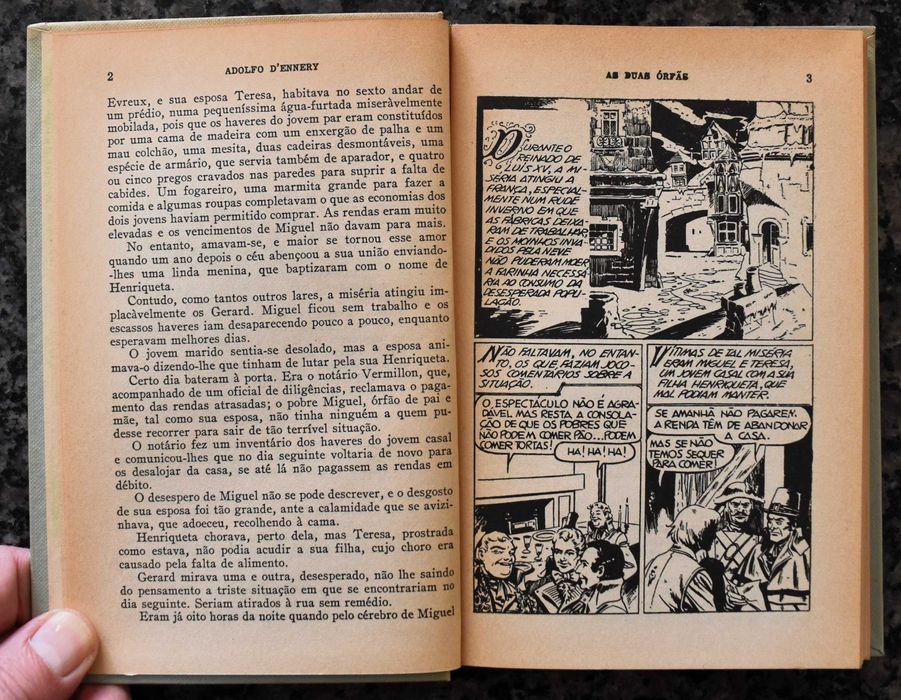 2
ADOLFO D'ENNERY
Evreux, e sua esposa Teresa, habitava no sexto andar de
um prédio, numa pequeníssima água-furtada miseràvelmente
mobilada, pois que os haveres do jovem par eram constituídos
por uma cama de madeira com um enxergão de palha e um
mau colchão, uma mesita, duas cadeiras desmontáveis, uma
espécie de armário, que servia também de aparador, e quatro
ou cinco pregos cravados nas paredes para suprir a falta de
cabides. Um fogareiro, uma marmita grande para fazer a
comida e algumas roupas completavam o que as economias dos
dois jovens haviam permitido comprar. As rendas eram muito
elevadas e os vencimentos de Miguel não davam para mais.
No entanto, amavam-se, e maior se tornou esse amor
quando um ano depois o céu abençoou a sua união enviando-
-lhes uma linda menina, que baptizaram com o nome de
Henriqueta.
Contudo, como tantos outros lares, a miséria atingiu im-
placàvelmente os Gerard. Miguel ficou sem trabalho e os
escassos haveres iam desaparecendo pouco a pouco, enquanto
esperavam melhores dias.
O jovem marido sentia-se desolado, mas a esposa ani-
mava-o dizendo-lhe que tinham de lutar pela sua Henriqueta.
Certo dia bateram à porta. Era o notário Vermillon, que,
acompanhado de um oficial de diligências, reclamava o paga-
mento das rendas atrasadas; o pobre Miguel, órfão de pai e
mãe, tal como sua esposa, não tinha ninguém a quem pu-
desse recorrer para sair de tão terrível situação.
O notário fez um inventário dos haveres do jovem casal
e comunicou-lhes que no dia seguinte voltaria de novo para
os desalojar da casa, se até lá não pagassem as rendas em
débito.
O desespero de Miguel não se pode descrever, e o desgosto
de sua esposa foi tão grande, ante a calamidade que se avizi-
nhava, que adoeceu, recolhendo à cama.
Henriqueta chorava, perto dela, mas Teresa, prostrada
como estava, não podia acudir a sua filha, cujo choro era
causado pela falta de alimento.
Gerard mirava uma e outra, desesperado, não lhe saindo
do pensamento a triste situação em que se encontrariam no
dia seguinte. Seriam atirados à rua sem remédio.
Eram já oito horas da noite quando pelo cérebro de Miguel
AS DUAS ÓRFÃS
3
DURANTE O
REINADO DE
LUÍS XV, A MI-
SÉRIA ATINGIU A
FRANÇA, ESPECIAL-
MENTE NUM RUDE
INVERNO EM QUE
AS FÁBRICAS DEIXA-
RAM DE TRABALHAR,
E OS MOINHOS INVA-
DIDOS PELA NEVE
NÃO PUDERAM MOER
A FARINHA NECESSÁ-
RIA AO CONSUMO DA
DESESPERADA POPU-
LAÇÃO.
NÃO FALTAVAM, NO ENTAN-
TO, OS QUE FAZIAM JOCO-
SOS COMENTÁRIOS SOBRE A
SITUAÇÃO.
O ESPECTÁCULO NÃO É AGRA-
DÁVEL MAS RESTA A CONSOLA-
ÇÃO DE QUE OS POBRES QUE
NÃO PODEM COMER PÃO...PODEM
COMER TORTAS!
HA! HA! HA!
VÍTIMAS DE TAL MISÉRIA
ERAM MIGUEL E TERESA,
UM JOVEM CASAL COM A SUA
FILHA HENRIQUETA, QUE
MAL PODIAM MANTER.
SE AMANHÃ NÃO PAGAREM
A RENDA TÊM DE ABANDONAR
A CASA.
MAS SE NÃO
TEMOS SEQUER
PARA COMER!